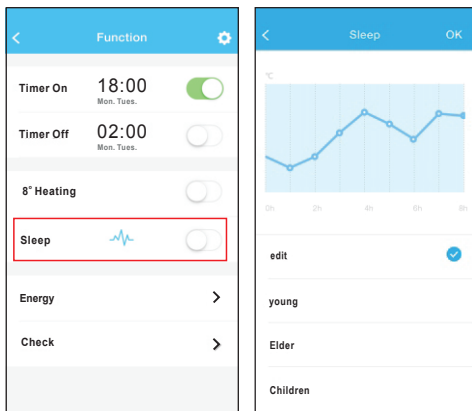 Function
Timer On 18:00
Mon. Tues.
Timer Off 02:00
Mon. Tues.
8° Heating
Sleep
Energy
Check
Sleep OK
℃
0h 2h 4h 6h 8h
edit
young
Elder
Children